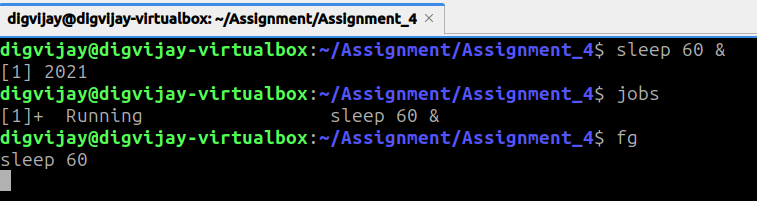 digvijay@digvijay-virtualbox: ~/Assignment/Assignment_4 ×
digvijay@digvijay-virtualbox:~/Assignment/Assignment_4$ sleep 60 &
[1] 2021
digvijay@digvijay-virtualbox:~/Assignment/Assignment_4$ jobs
[1]+  Running                 sleep 60 &
digvijay@digvijay-virtualbox:~/Assignment/Assignment_4$ fg
sleep 60